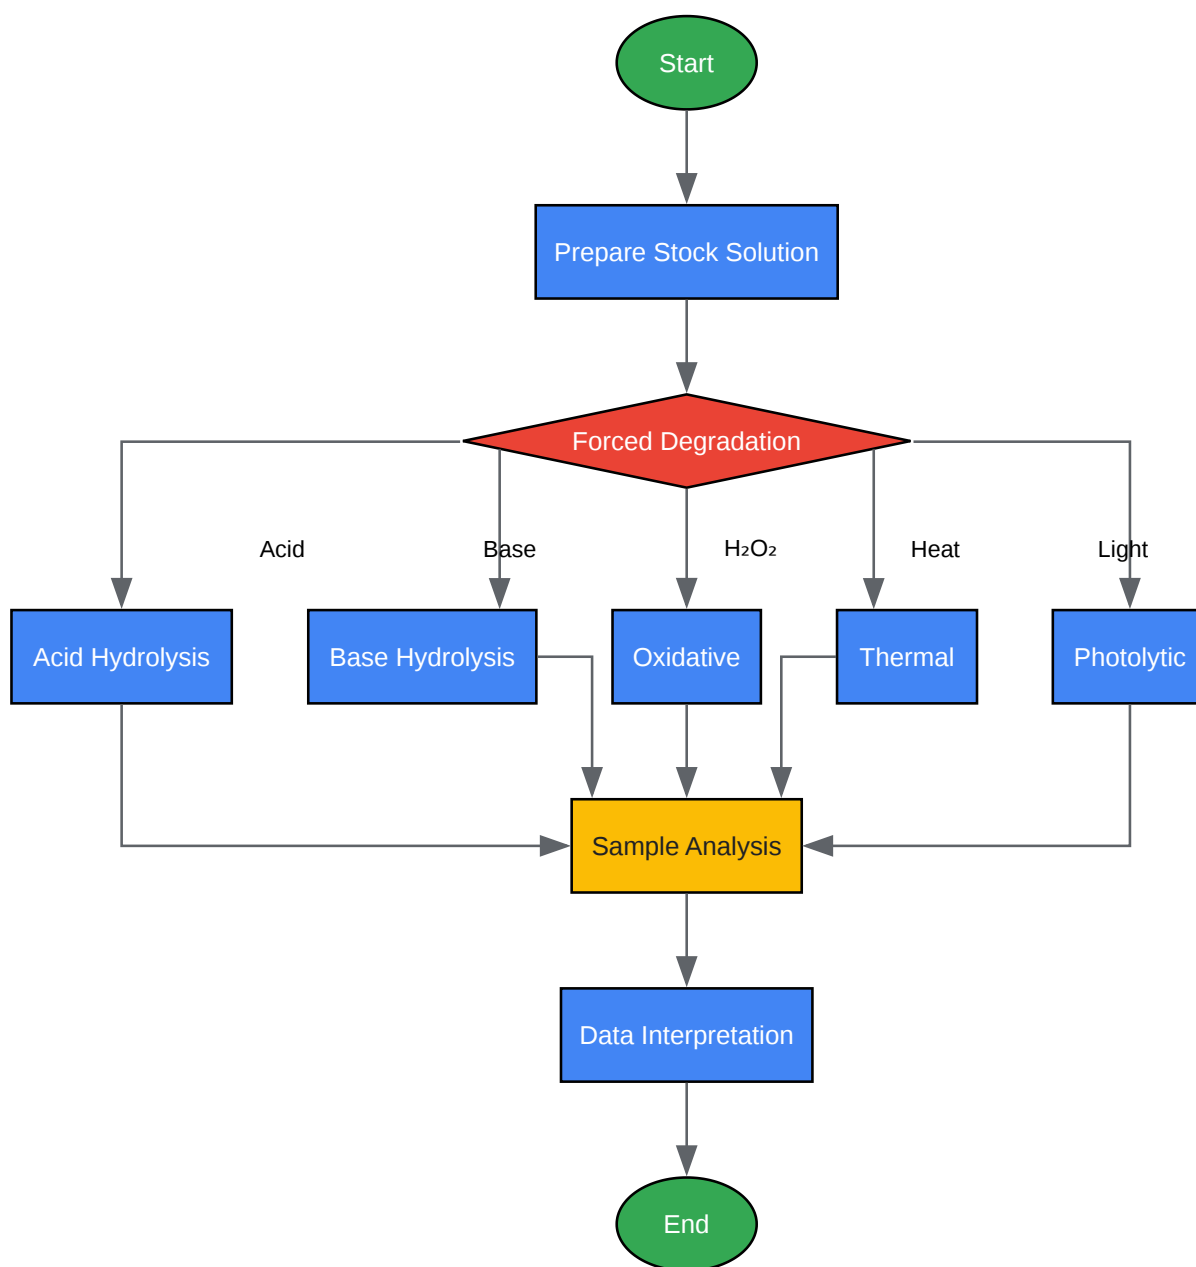 Start
Prepare Stock Solution
Forced Degradation
Acid
Base
H₂O₂
Heat
Light
Acid Hydrolysis
Base Hydrolysis
Oxidative
Thermal
Photolytic
Sample Analysis
Data Interpretation
End